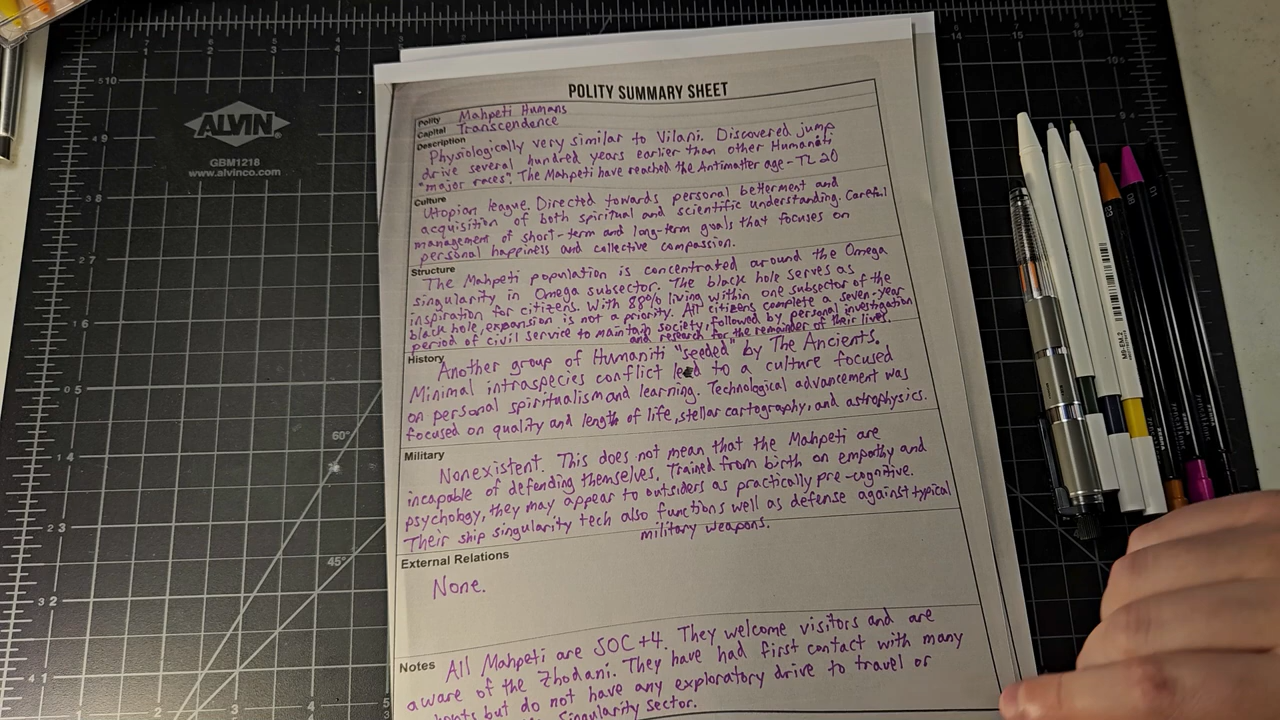 ALVIN
GBM1218
www.alvinco.com
POLITY SUMMARY SHEET
Polity Mahpeti Humans
Capital Transcendence
Description
Physiologically very similar to Vilani. Discovered jump
drive several hundred years earlier than other Humaniti
"major races". The Mahpeti have reached the Antimatter age - TL 20
Culture
Utopian league. Directed towards personal betterment and
acquisition of both spiritual and scientific understanding. Careful
management of short-term and long-term goals that focuses on
personal happiness and collective compassion.
Structure
The Mahpeti population is concentrated around the Omega
singularity in Omega subsector. The black hole serves as
inspiration for citizens. With 88% living within one subsector of the
black hole, expansion is not a priority. All citizens complete a seven-year
period of civil service to maintain society, followed by personal investigation
and research for the remainder of their lives.
History
Another group of Humaniti "seeded" by The Ancients.
Minimal intraspecies conflict led to a culture focused
on personal spiritualism and learning. Technological advancement was
focused on quality and length of life, stellar cartography, and astrophysics.
Military
Nonexistent. This does not mean that the Mahpeti are
incapable of defending themselves. Trained from birth on empathy and
psychology, they may appear to outsiders as practically pre-cognitive.
Their ship singularity tech also functions well as defense against typical
military weapons.
External Relations
None.
Notes
All Mahpeti are SOC +4. They welcome visitors and are
aware of the Zhodani. They have had first contact with many
but do not have any exploratory drive to travel or
Singularity sector.